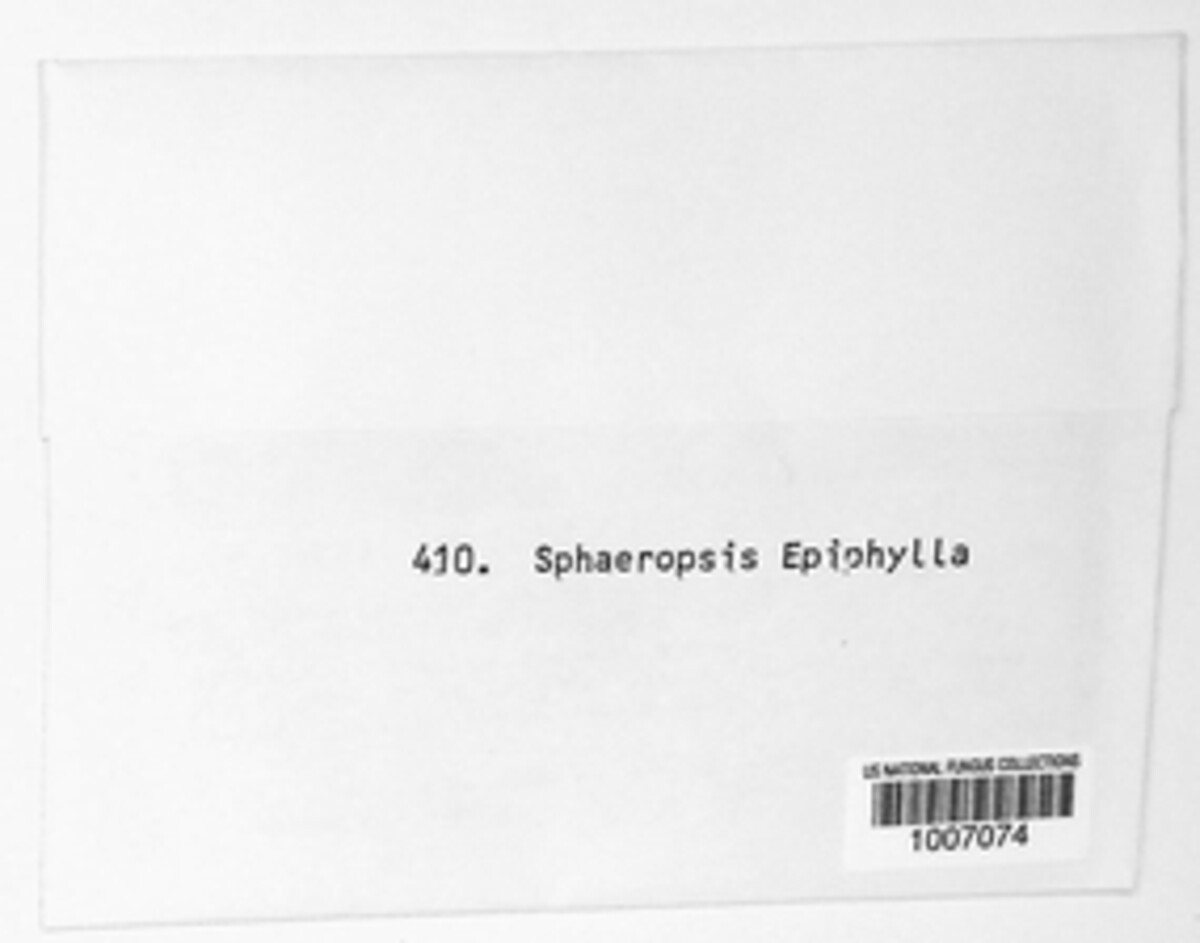 410. Sphaeropsis Epiphylla
US NATIONAL FUNGUS COLLECTIONS
1007074